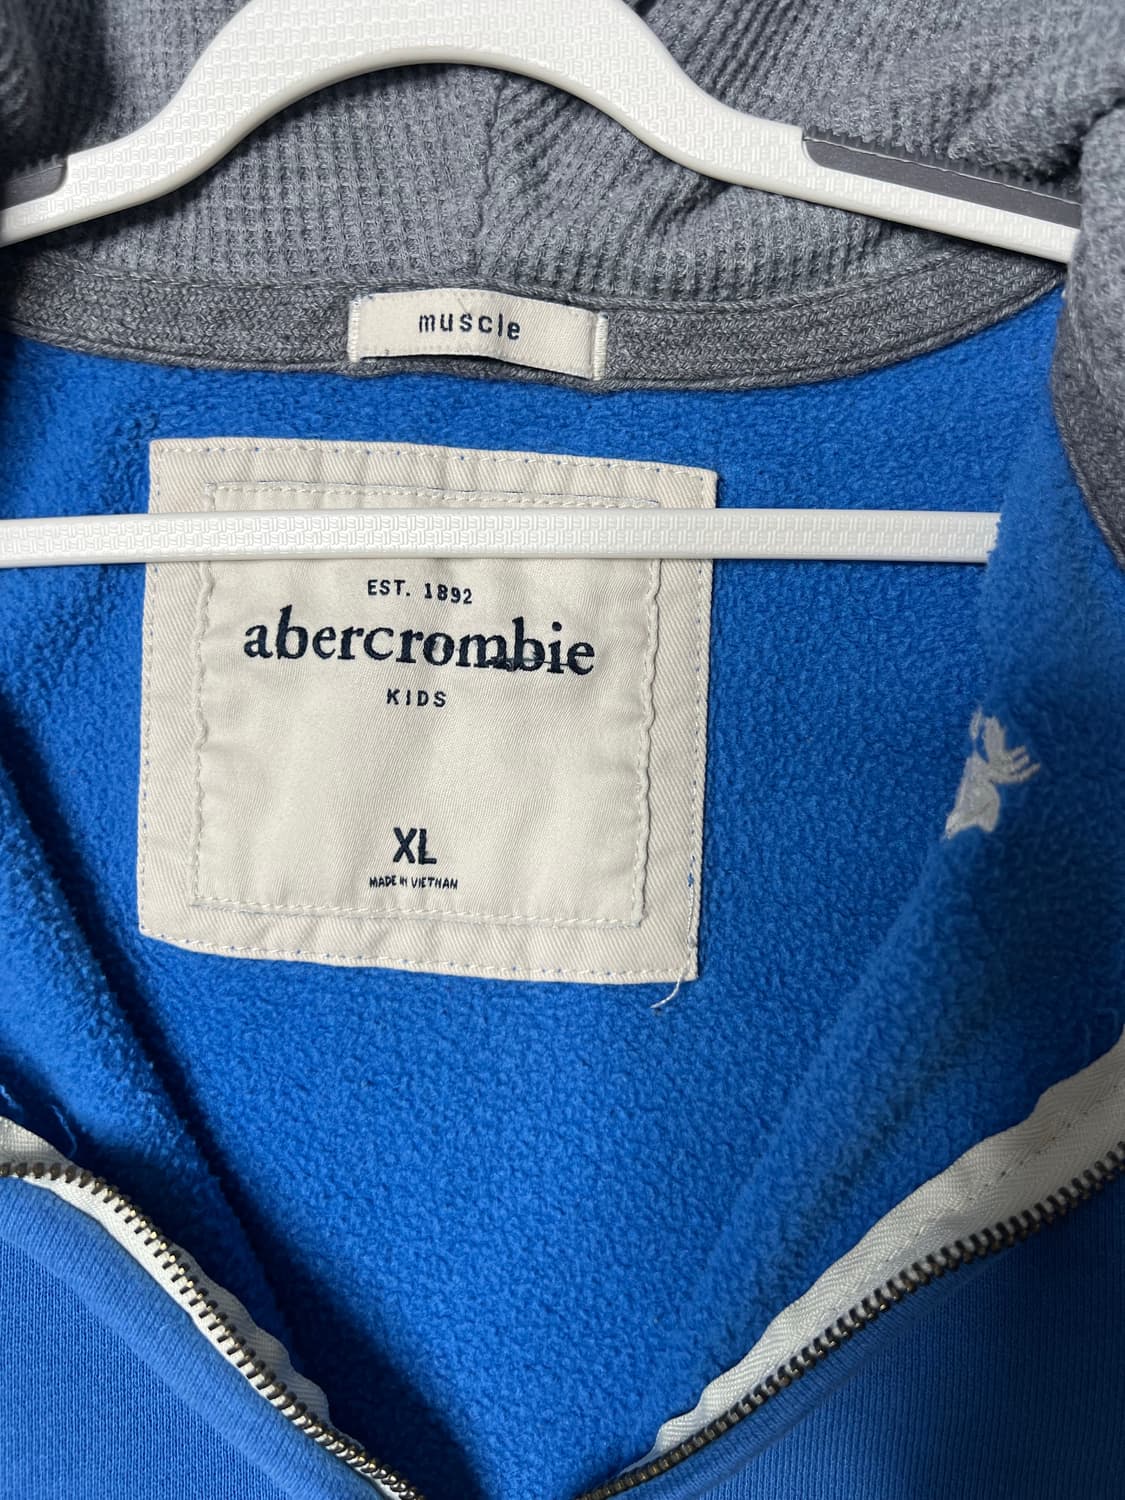 muscle
EST. 1892
abercrombie
KIDS
XL
MADE IN VIETNAM